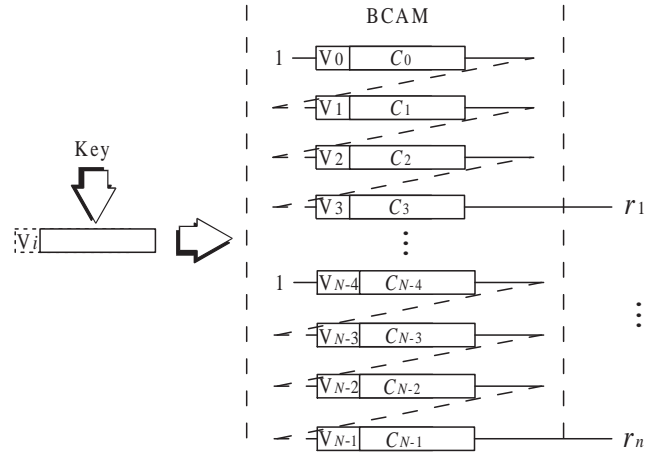 BCAM
1 V0 C0
V1 C1
V2 C2
Key
V3 C3 r1
Vi
⋮
1 VN-4 CN-4
⋮
VN-3 CN-3
VN-2 CN-2
VN-1 CN-1 rn